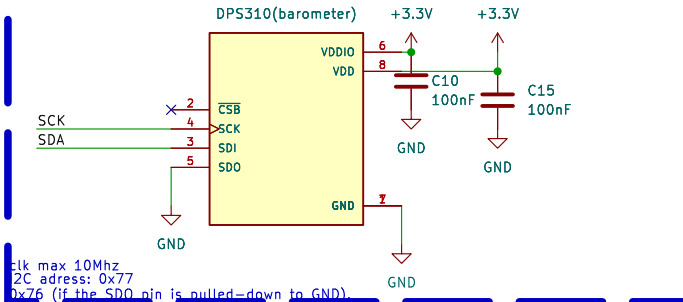 DPS310(barometer)
+3.3V
+3.3V
VDDIO
6
VDD
8
C10
100nF
C15
100nF
2
CSB
SCK
4
SCK
SDA
3
SDI
5
SDO
GND
GND
GND
GND
GND
clk max 10Mhz
I2C adress: 0x77
0x76 (if the SDO pin is pulled-down to GND).